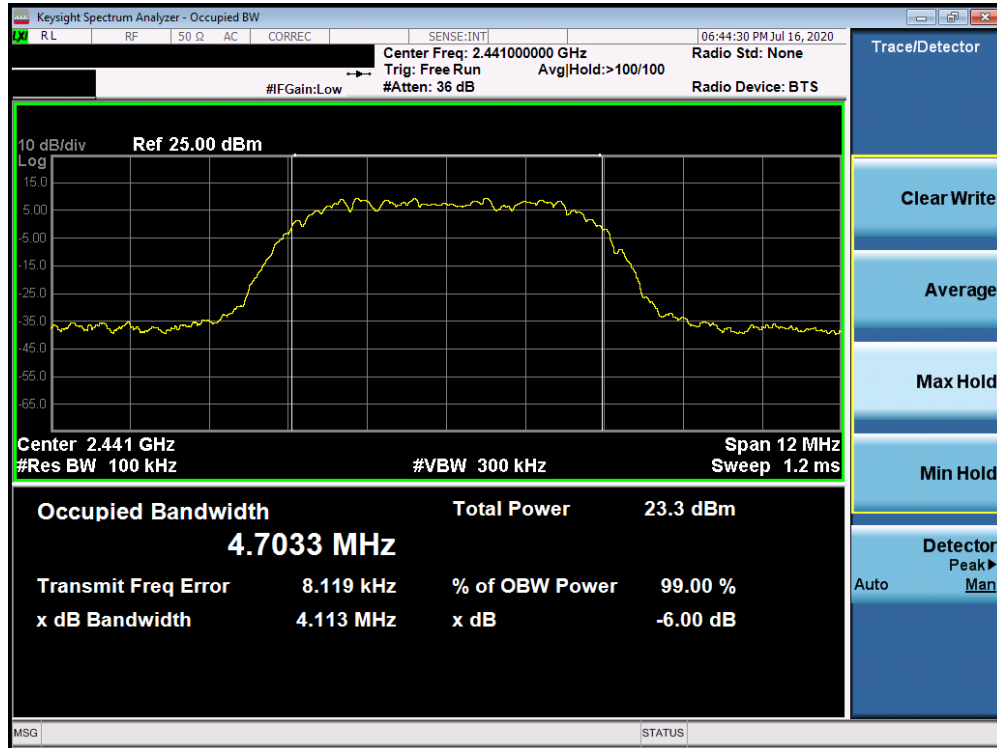 Keysight Spectrum Analyzer - Occupied BW
LXI RL RF 50 Ω AC CORREC SENSE:INT 06:44:30 PM Jul 16, 2020
Center Freq: 2.441000000 GHz Radio Std: None
Trig: Free Run Avg|Hold:>100/100
#IFGain:Low #Atten: 36 dB Radio Device: BTS
10 dB/div Ref 25.00 dBm
Log
15.0
5.00
-5.00
-15.0
-25.0
-35.0
-45.0
-55.0
-65.0
Center 2.441 GHz Span 12 MHz
#Res BW 100 kHz #VBW 300 kHz Sweep 1.2 ms
Occupied Bandwidth Total Power 23.3 dBm
4.7033 MHz
Transmit Freq Error 8.119 kHz % of OBW Power 99.00 %
x dB Bandwidth 4.113 MHz x dB -6.00 dB
MSG STATUS
Trace/Detector
Clear Write
Average
Max Hold
Min Hold
Detector
Peak▶
Auto Man